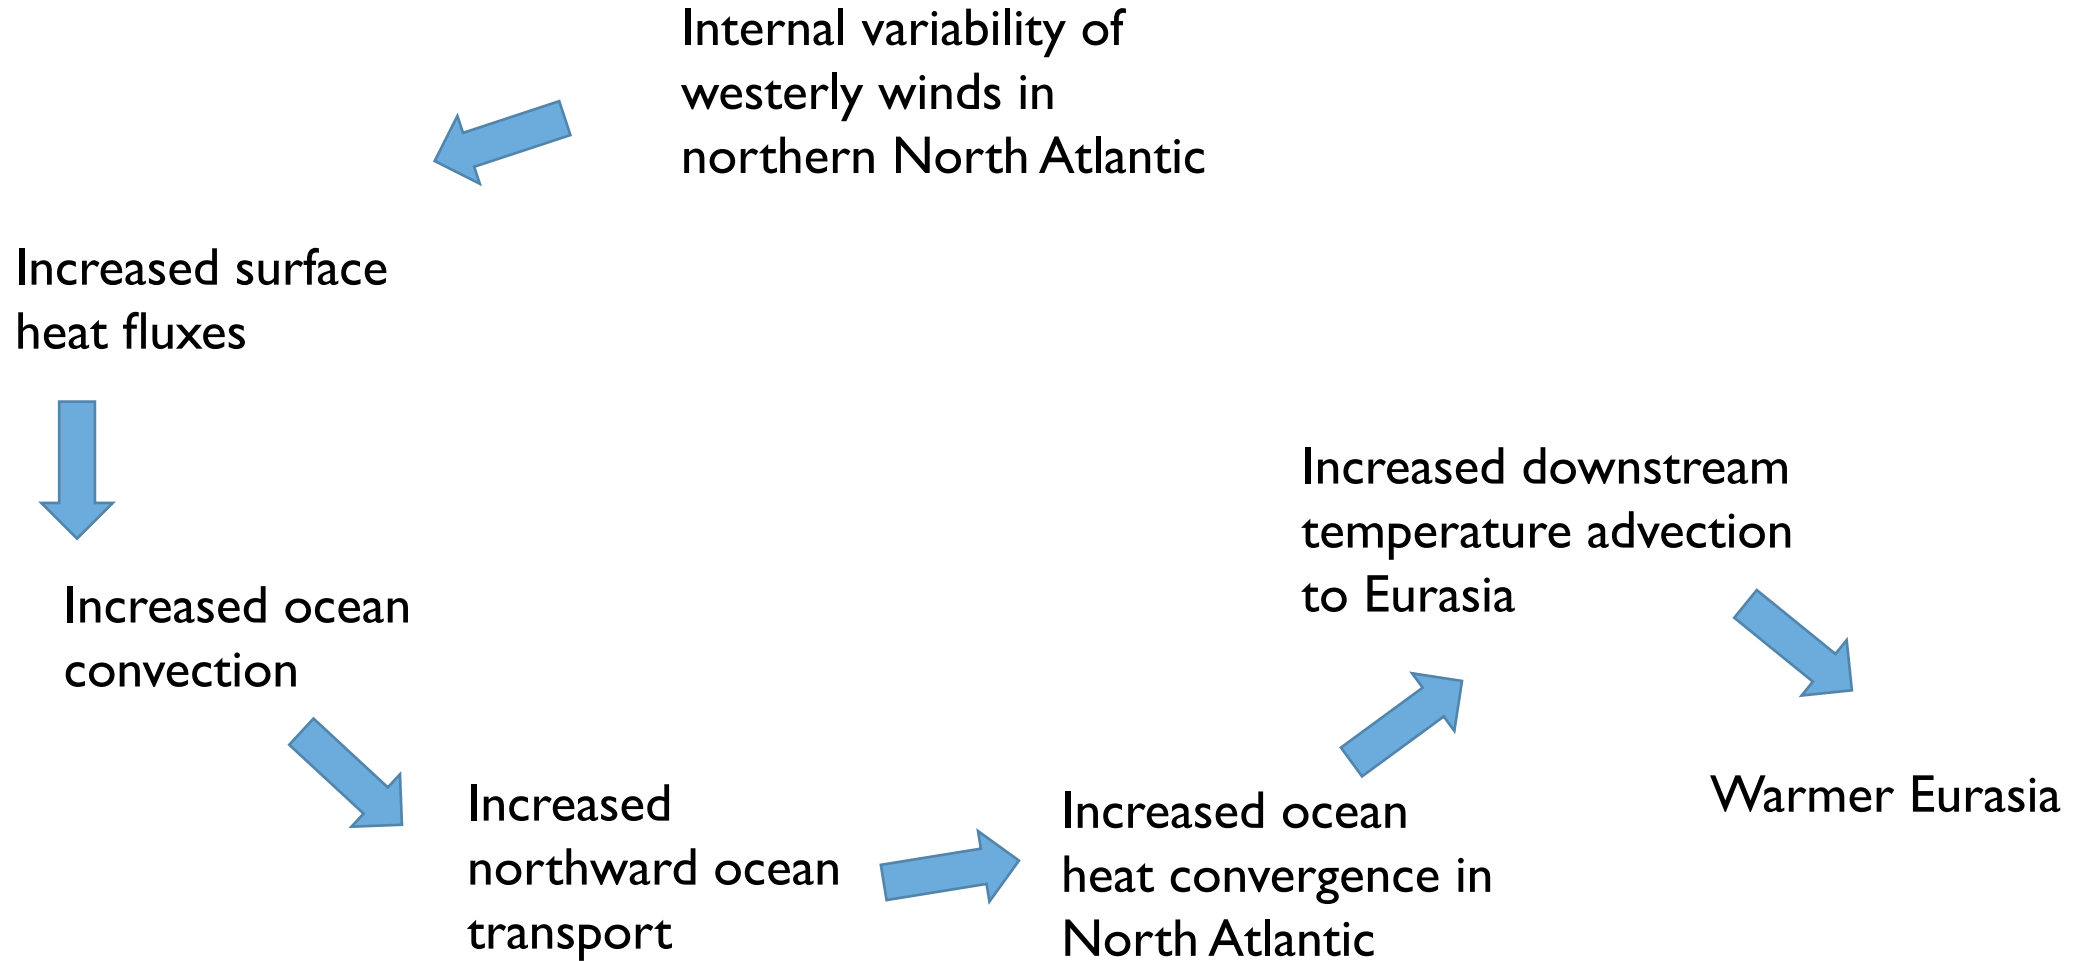 Internal variability of
westerly winds in
northern North Atlantic
Increased surface
heat fluxes
Increased ocean
convection
Increased
northward ocean
transport
Increased ocean
heat convergence in
North Atlantic
Increased downstream
temperature advection
to Eurasia
Warmer Eurasia